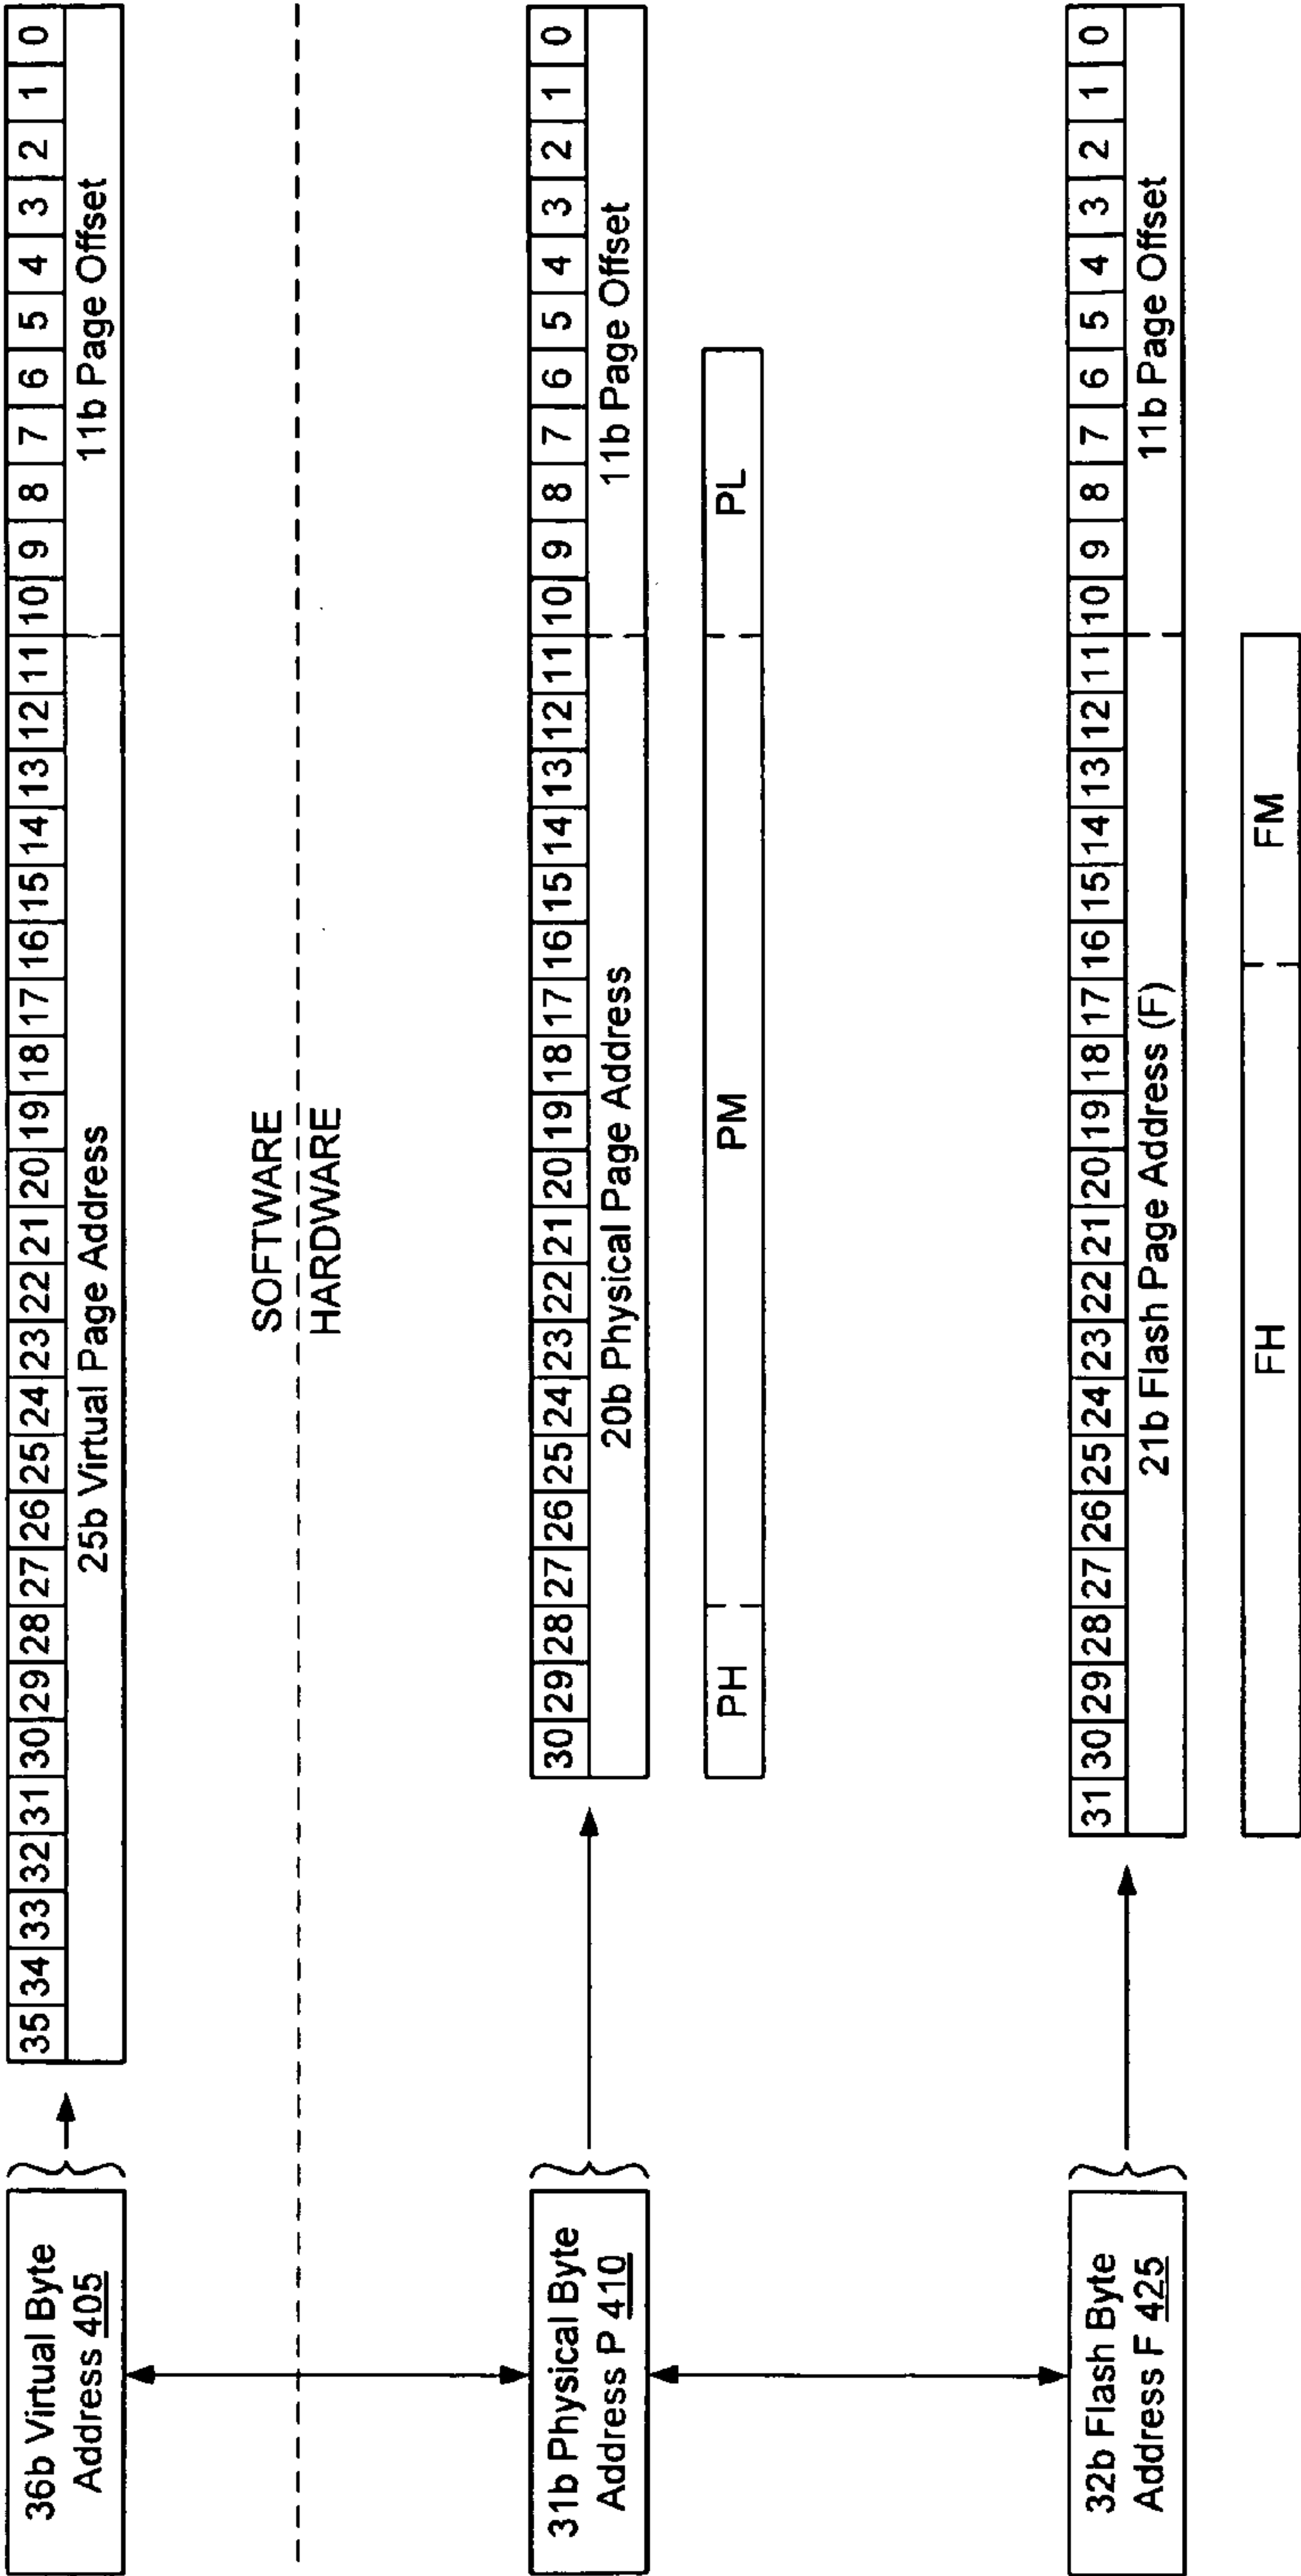 36b Virtual Byte
Address 405
35 34 33 32 31 30 29 28 27 26 25 24 23 22 21 20 19 18 17 16 15 14 13 12 11 10 9 8 7 6 5 4 3 2 1 0
25b Virtual Page Address 11b Page Offset
SOFTWARE
HARDWARE
31b Physical Byte
Address P 410
30 29 28 27 26 25 24 23 22 21 20 19 18 17 16 15 14 13 12 11 10 9 8 7 6 5 4 3 2 1 0
20b Physical Page Address 11b Page Offset
PH PM PL
32b Flash Byte
Address F 425
31 30 29 28 27 26 25 24 23 22 21 20 19 18 17 16 15 14 13 12 11 10 9 8 7 6 5 4 3 2 1 0
21b Flash Page Address (F) 11b Page Offset
FH FM